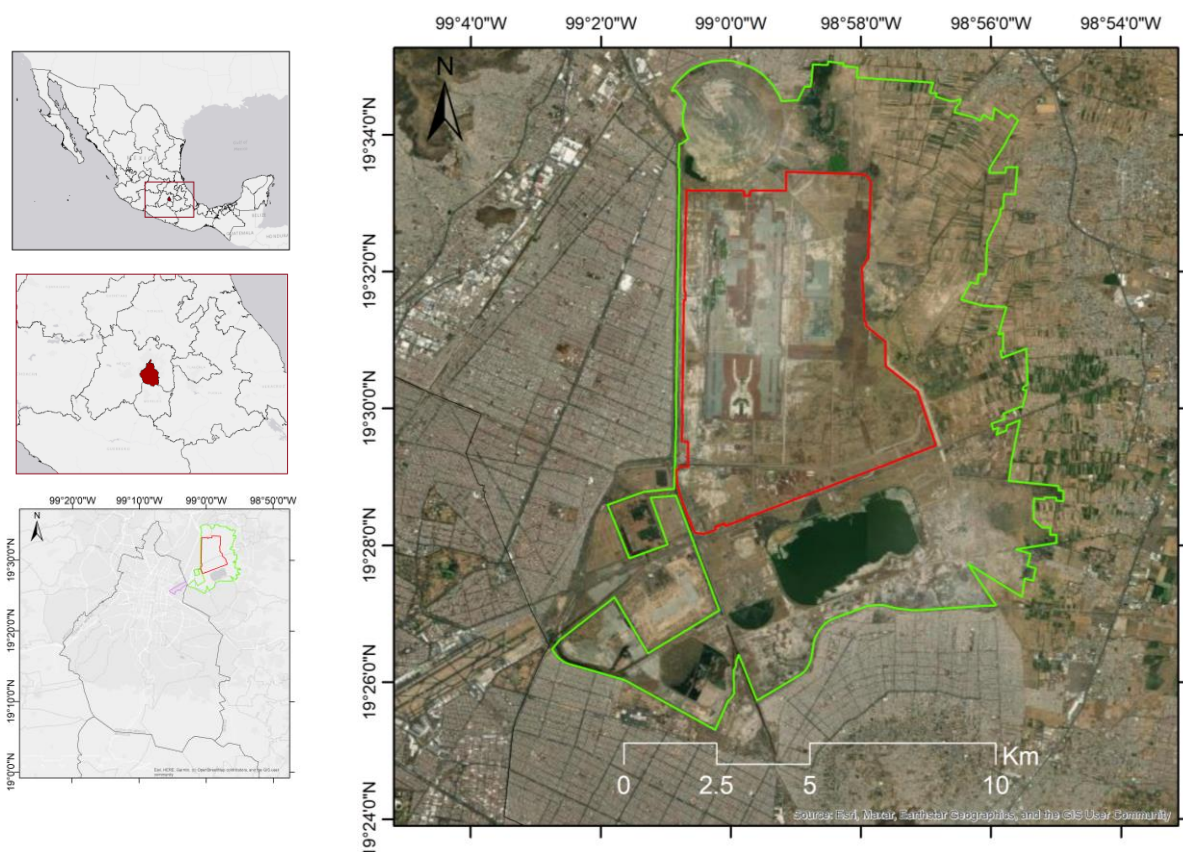 99°4'0"W 99°2'0"W 99°0'0"W 98°58'0"W 98°56'0"W 98°54'0"W
N
19°34'0"N
19°32'0"N
19°30'0"N
19°28'0"N
19°26'0"N
19°24'0"N
Km
0 2.5 5 10
Source: Esri, Maxar, Earthstar Geographics, and the GIS User Community
99°20'0"W 99°10'0"W 99°0'0"W 98°50'0"W
N
19°30'0"N
19°20'0"N
19°10'0"N
19°0'0"N